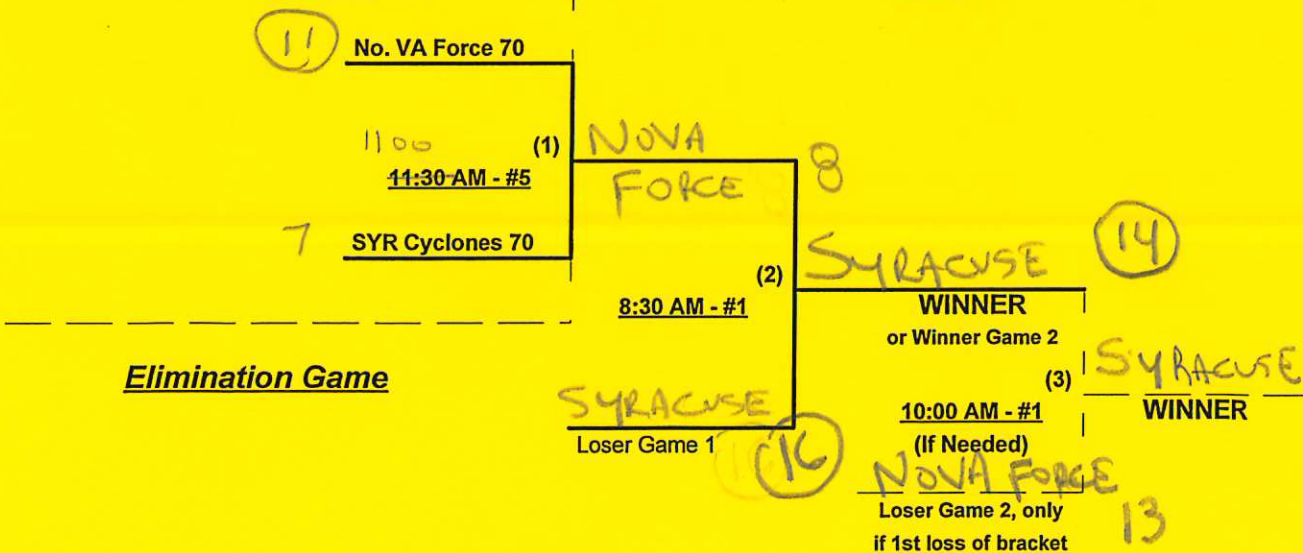 11
No. VA Force 70
1100
(1)
11:30 AM - #5
7
SYR Cyclones 70
NOVA
FORCE
8
(2)
8:30 AM - #1
SYRACUSE
14
WINNER
or Winner Game 2
Elimination Game
SYRACUSE
Loser Game 1
16
(3)
10:00 AM - #1
(If Needed)
SYRACUSE
WINNER
NOVA FORCE
Loser Game 2, only
if 1st loss of bracket
13